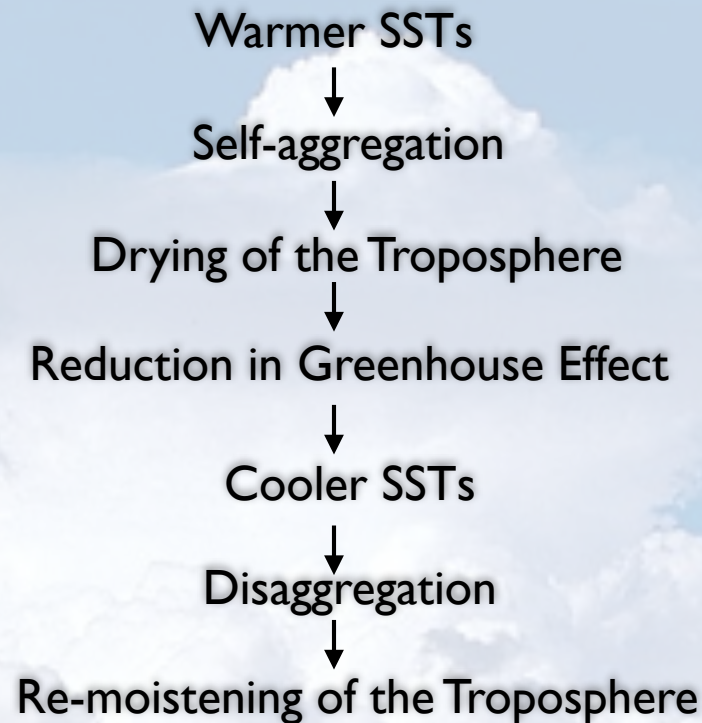 Warmer SSTs
Self-aggregation
Drying of the Troposphere
Reduction in Greenhouse Effect
Cooler SSTs
Disaggregation
Re-moistening of the Troposphere